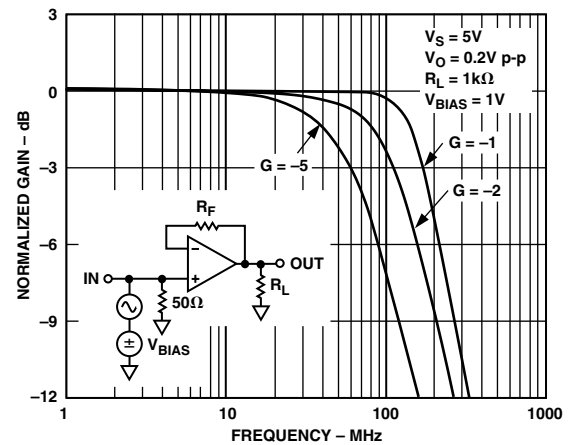 3
0
–3
–6
–9
–12
NORMALIZED GAIN – dB
V_S = 5V
V_O = 0.2V p-p
R_L = 1kΩ
V_BIAS = 1V
G = –1
G = –5
G = –2
R_F
–
+
IN
OUT
50Ω
R_L
±
V_BIAS
1
10
100
1000
FREQUENCY – MHz